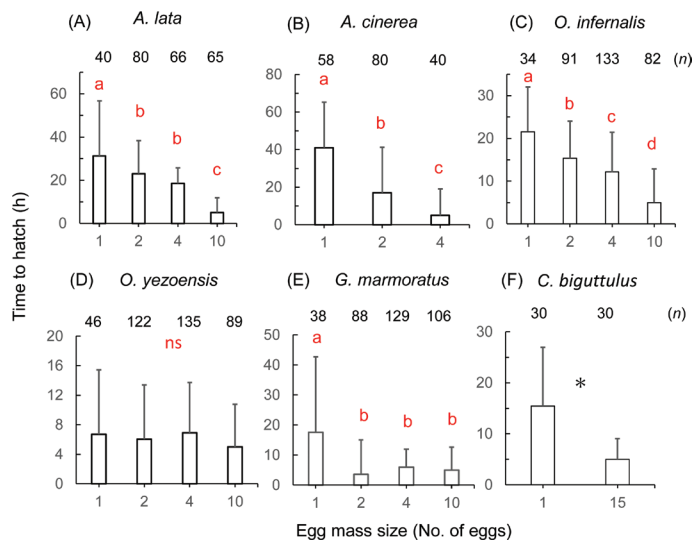 (A) A. lata
40 80 66 65
a
b
b
c
60
40
20
0
1 2 4 10
(B) A. cinerea
58 80 40
a
b
c
80
60
40
20
0
1 2 4
(C) O. infernalis
34 91 133 82 (n)
a
b
c
d
30
20
10
0
1 2 4 10
Time to hatch (h)
(D) O. yezoensis
46 122 135 89
ns
20
16
12
8
4
0
1 2 4 10
(E) G. marmoratus
38 88 129 106
a
b b b
50
40
30
20
10
0
1 2 4 10
(F) C. biguttulus
30 30 (n)
*
30
20
10
0
1 15
Egg mass size (No. of eggs)